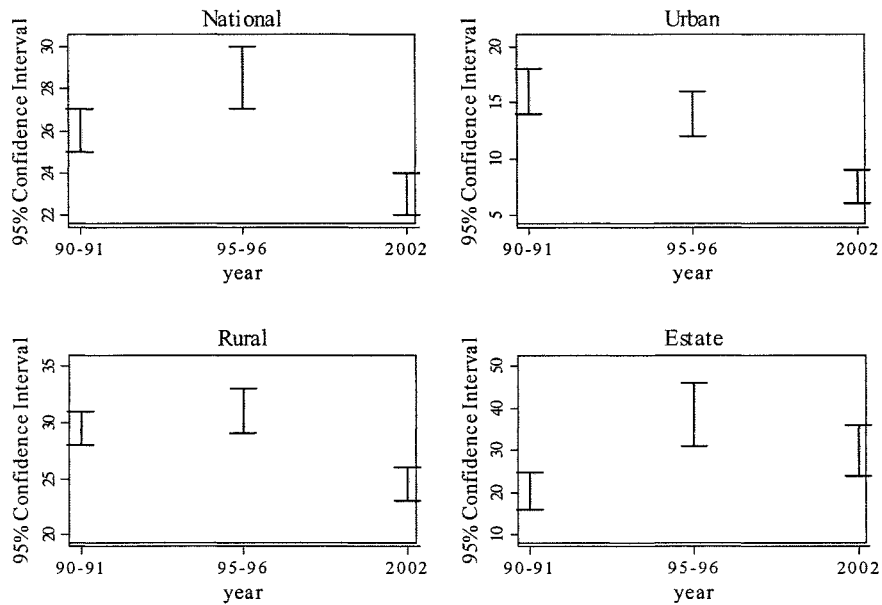 National
95% Confidence Interval
30
28
26
24
22
90-91
95-96
2002
year
Urban
95% Confidence Interval
20
15
10
5
90-91
95-96
2002
year
Rural
95% Confidence Interval
35
30
25
20
90-91
95-96
2002
year
Estate
95% Confidence Interval
50
40
30
20
10
90-91
95-96
2002
year